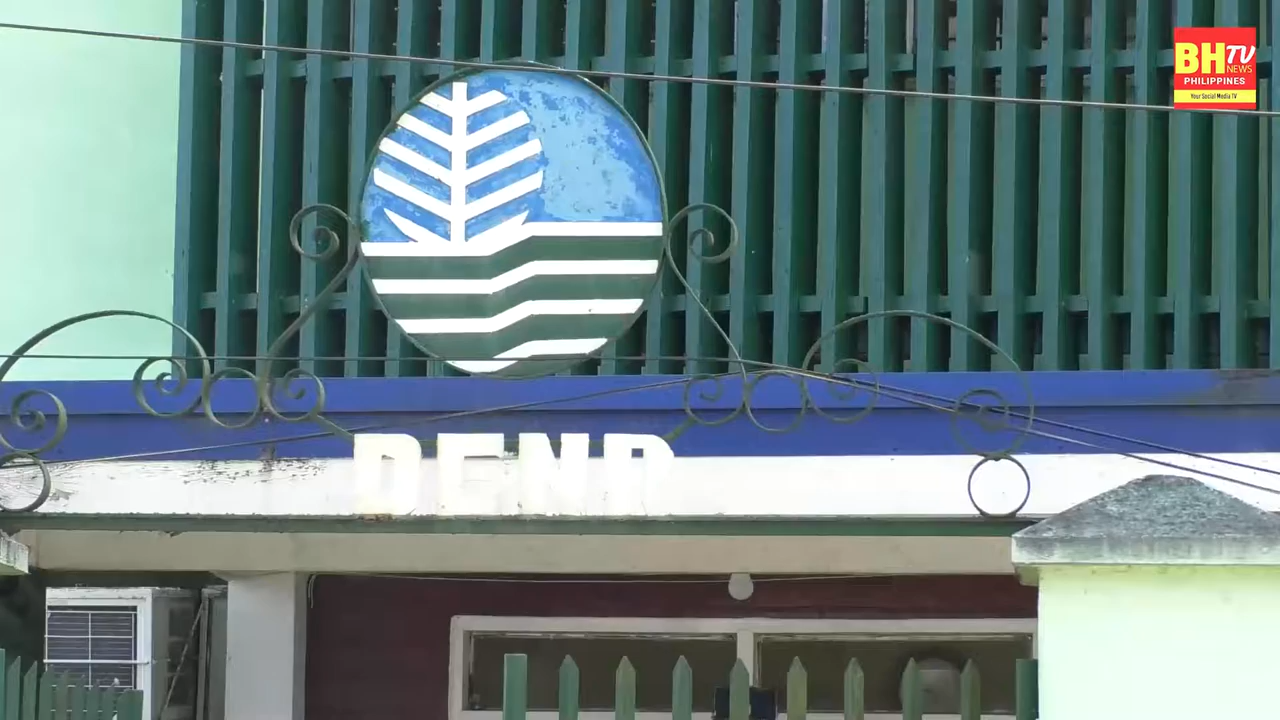 BH TV
NEWS
PHILIPPINES
Your Social Media TV
DENR